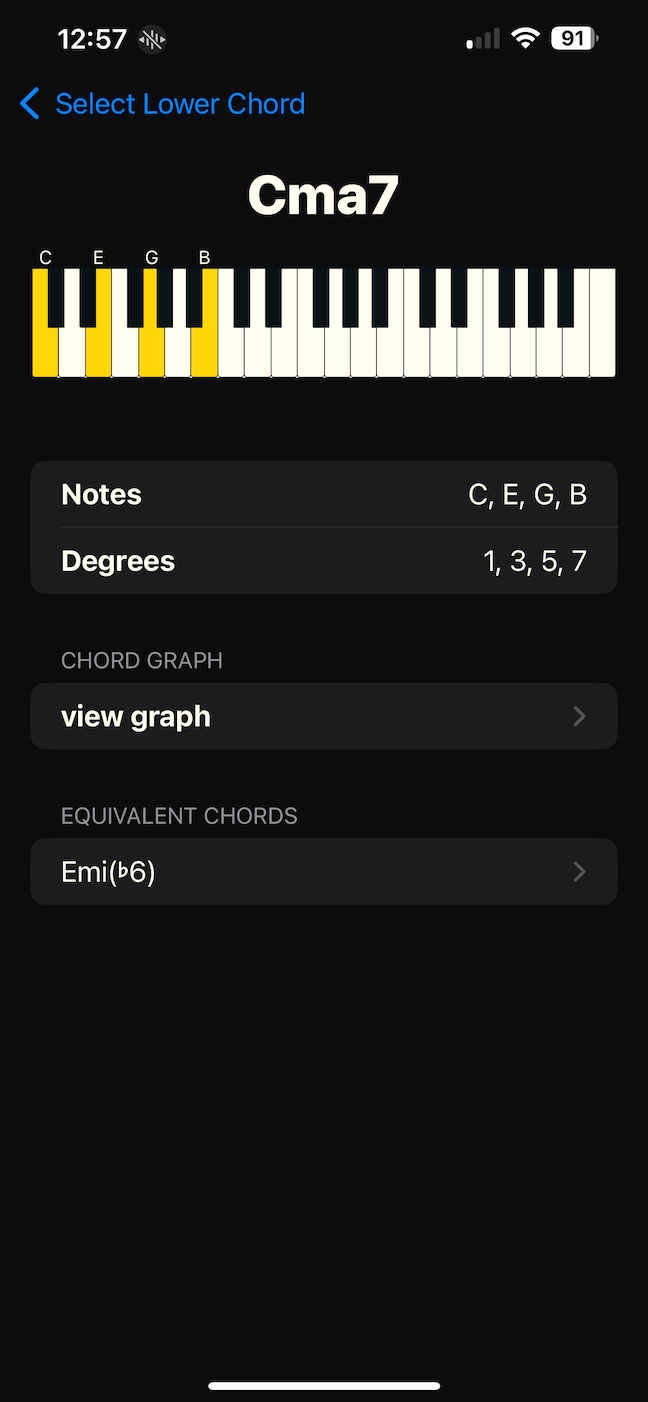 12:57 91
Select Lower Chord
Cma7
C E G B
Notes C, E, G, B
Degrees 1, 3, 5, 7
CHORD GRAPH
view graph
EQUIVALENT CHORDS
Emi(♭6)